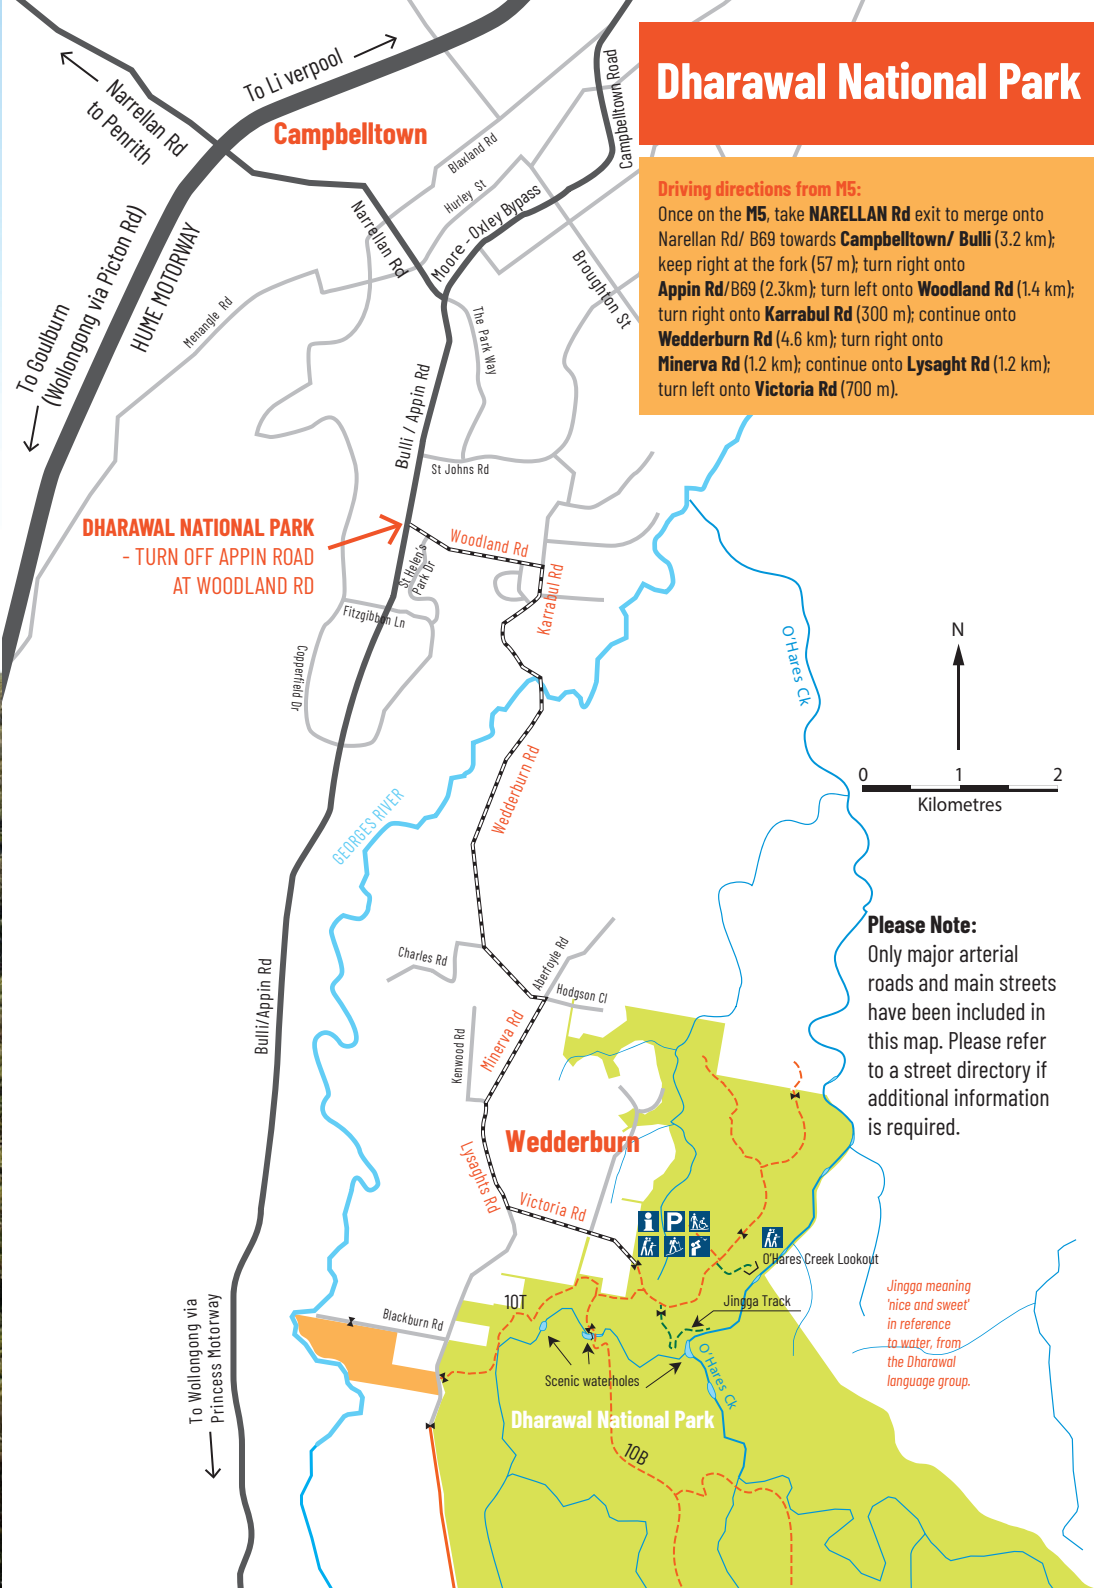 Dharawal National Park
Driving directions from M5:
Once on the M5, take NARELLAN Rd exit to merge onto
Narellan Rd/ B69 towards Campbelltown/ Bulli (3.2 km);
keep right at the fork (57 m); turn right onto
Appin Rd/B69 (2.3km); turn left onto Woodland Rd (1.4 km);
turn right onto Karrabul Rd (300 m); continue onto
Wedderburn Rd (4.6 km); turn right onto
Minerva Rd (1.2 km); continue onto Lysaght Rd (1.2 km);
turn left onto Victoria Rd (700 m).
To Li verpool
Narrellan Rd
to Penrith
Campbelltown
Campbelltown Road
Blaxland Rd
Hurley St
Moore - Oxley Bypass
Narrellan Rd
Broughton St
To Goulburn
(Wollongong via Picton Rd)
HUME MOTORWAY
Menangle Rd
The Park Way
Bulli / Appin Rd
St Johns Rd
DHARAWAL NATIONAL PARK
- TURN OFF APPIN ROAD
AT WOODLAND RD
Woodland Rd
St Helen's
Park Dr
Karrabul Rd
Fitzgibbon Ln
Copperfield Dr
O'Hares Ck
N
0 1 2
Kilometres
Wedderburn Rd
GEORGES RIVER
Please Note:
Only major arterial
roads and main streets
have been included in
this map. Please refer
to a street directory if
additional information
is required.
Charles Rd
Aberfoyle Rd
Hodgson Cl
Bulli/Appin Rd
Kenwood Rd
Minerva Rd
Wedderburn
Lysaghts Rd
Victoria Rd
i P
O'Hares Creek Lookout
Jingga Track
Jingga meaning
'nice and sweet'
in reference
to water, from
the Dharawal
language group.
10T
Blackburn Rd
To Wollongong via
Princess Motorway
Scenic waterholes
O'Hares Ck
Dharawal National Park
10B